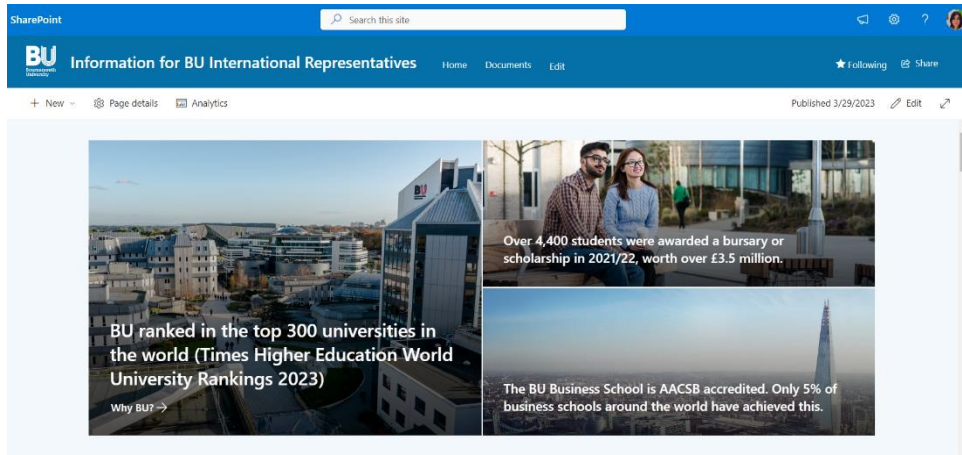 SharePoint
Search this site
?
BU
Bournemouth
University
Information for BU International Representatives
Home
Documents
Edit
Following
Share
+ New
Page details
Analytics
Published 3/29/2023
Edit
BU
BU ranked in the top 300 universities in
the world (Times Higher Education World
University Rankings 2023)
Why BU? →
Over 4,400 students were awarded a bursary or
scholarship in 2021/22, worth over £3.5 million.
The BU Business School is AACSB accredited. Only 5% of
business schools around the world have achieved this.